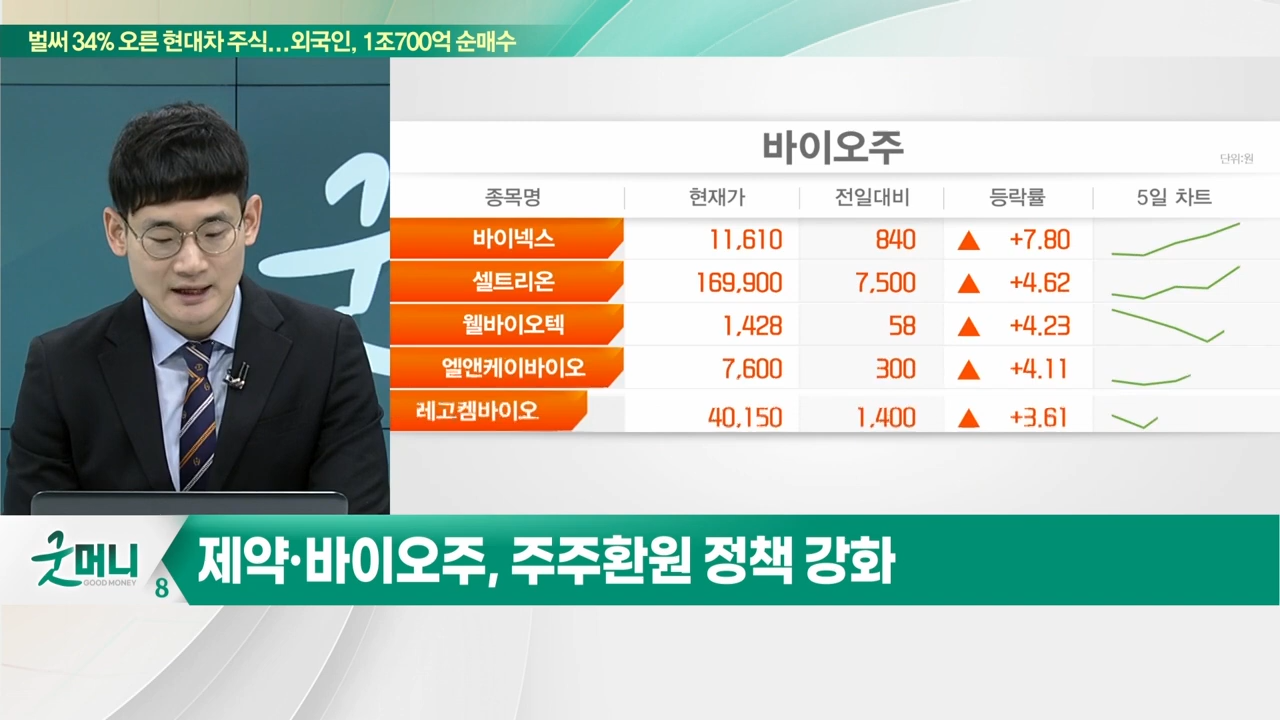 벌써 34% 오른 현대차 주식...외국인, 1조700억 순매수
바이오주
단위:원
종목명 현재가 전일대비 등락률 5일 차트
바이넥스 11,610 840 ▲ +7.80
셀트리온 169,900 7,500 ▲ +4.62
웰바이오텍 1,428 58 ▲ +4.23
엘앤케이바이오 7,600 300 ▲ +4.11
레고켐바이오 40,150 1,400 ▲ +3.61
굿머니
GOOD MONEY
8
제약·바이오주, 주주환원 정책 강화